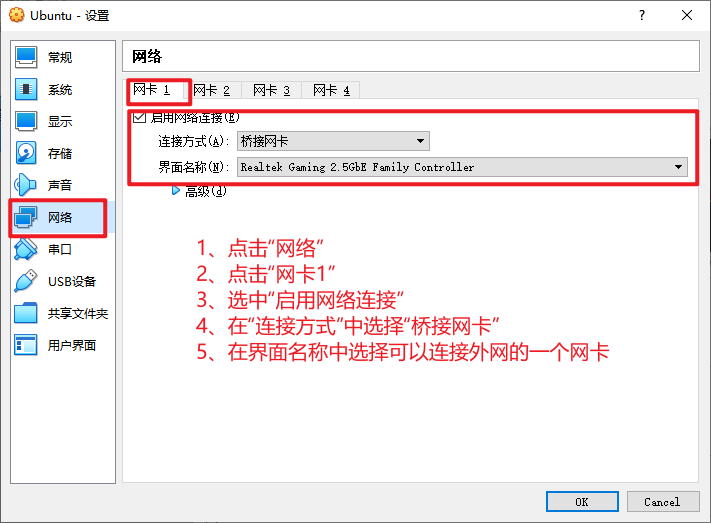 Ubuntu - 设置
常规
系统
显示
存储
声音
网络
串口
USB设备
共享文件夹
用户界面
网络
网卡 1 网卡 2 网卡 3 网卡 4
启用网络连接(E)
连接方式(A): 桥接网卡
界面名称(N): Realtek Gaming 2.5GbE Family Controller
高级(d)
1、点击“网络”
2、点击“网卡1”
3、选中“启用网络连接”
4、在“连接方式”中选择“桥接网卡”
5、在界面名称中选择可以连接外网的一个网卡
OK Cancel